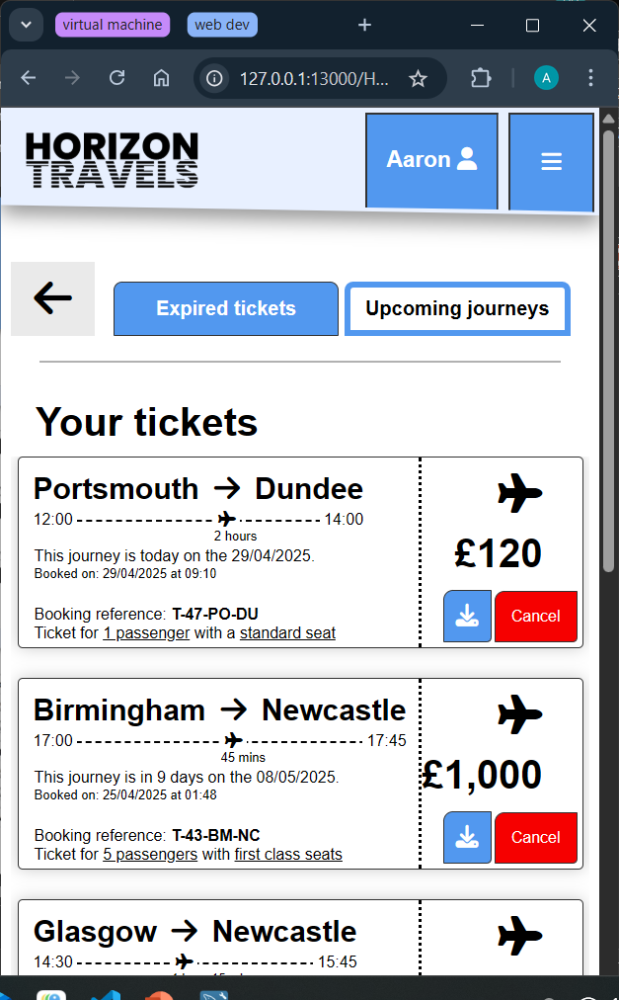 virtual machine
web dev
127.0.0.1:13000/H...
A
HORIZON
TRAVELS
Aaron
Expired tickets
Upcoming journeys
Your tickets
Portsmouth → Dundee
12:00
14:00
2 hours
This journey is today on the 29/04/2025.
Booked on: 29/04/2025 at 09:10
Booking reference: T-47-PO-DU
Ticket for 1 passenger with a standard seat
£120
Cancel
Birmingham → Newcastle
17:00
17:45
45 mins
This journey is in 9 days on the 08/05/2025.
Booked on: 25/04/2025 at 01:48
Booking reference: T-43-BM-NC
Ticket for 5 passengers with first class seats
£1,000
Cancel
Glasgow → Newcastle
14:30
15:45